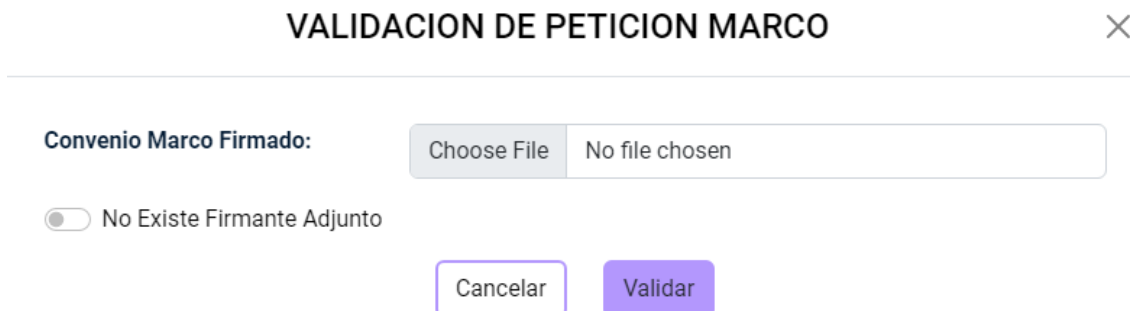 VALIDACION DE PETICION MARCO
Convenio Marco Firmado:
Choose File No file chosen
No Existe Firmante Adjunto
Cancelar Validar